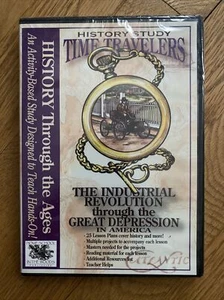 HISTORY STUDY
TIME TRAVELERS
HISTORY Through the Ages
An Activity-Based Study Designed to Teach Hands-On!
THE INDUSTRIAL
REVOLUTION
through the
GREAT DEPRESSION
IN AMERICA
- 25 Lesson Plans cover history and more!
- Multiple projects to accompany each lesson
- Masters needed for the projects
- Reading material for each lesson
- Additional Resources
- Teacher Helps
ATLANTIC